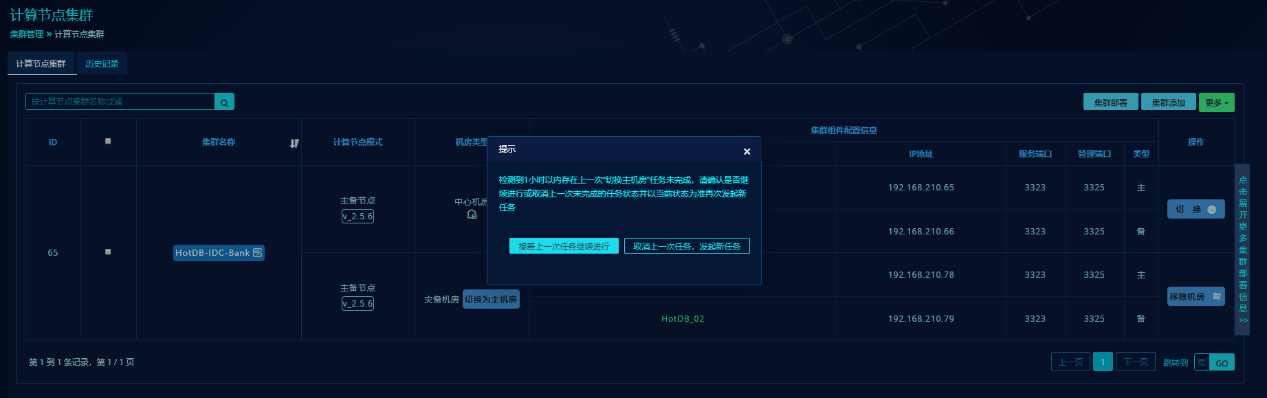 计算节点集群
集群管理 » 计算节点集群
计算节点集群 历史记录
按计算节点集群名称过滤 集群部署 集群添加 更多
ID 集群名称 计算节点模式 机房类型 集群组件配置信息 操作
IP地址 服务端口 管理端口 类型
提示 ×
检测到1小时以内存在上一次"切换主机房"任务未完成，请确认是否继
续进行或取消上一次未完成的任务状态并以当前状态为准再次发起新
任务
接着上一次任务继续进行 取消上一次任务，发起新任务
65 HotDB-IDC-Bank
主备节点
v_2.5.6
中心机房
192.168.210.65 3323 3325 主
192.168.210.66 3323 3325 备
切 换
主备节点
v_2.5.6
灾备机房 切换为主机房
192.168.210.78 3323 3325 主
HotDB_02 192.168.210.79 3323 3325 备
移除机房
点击展开更多集群部署信息>>
第 1 到 1 条记录，第 1 / 1 页 上一页 1 下一页 跳转到 页 GO